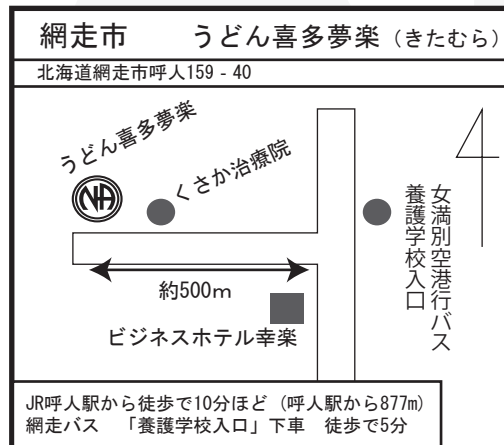 網走市　うどん喜多夢楽（きたむら）
北海道網走市呼人159 - 40
うどん喜多夢楽
くさか治療院
NA
女満別空港行バス
養護学校入口
約500m
ビジネスホテル幸楽
JR呼人駅から徒歩で10分ほど（呼人駅から877m）
網走バス　「養護学校入口」下車　徒歩で5分